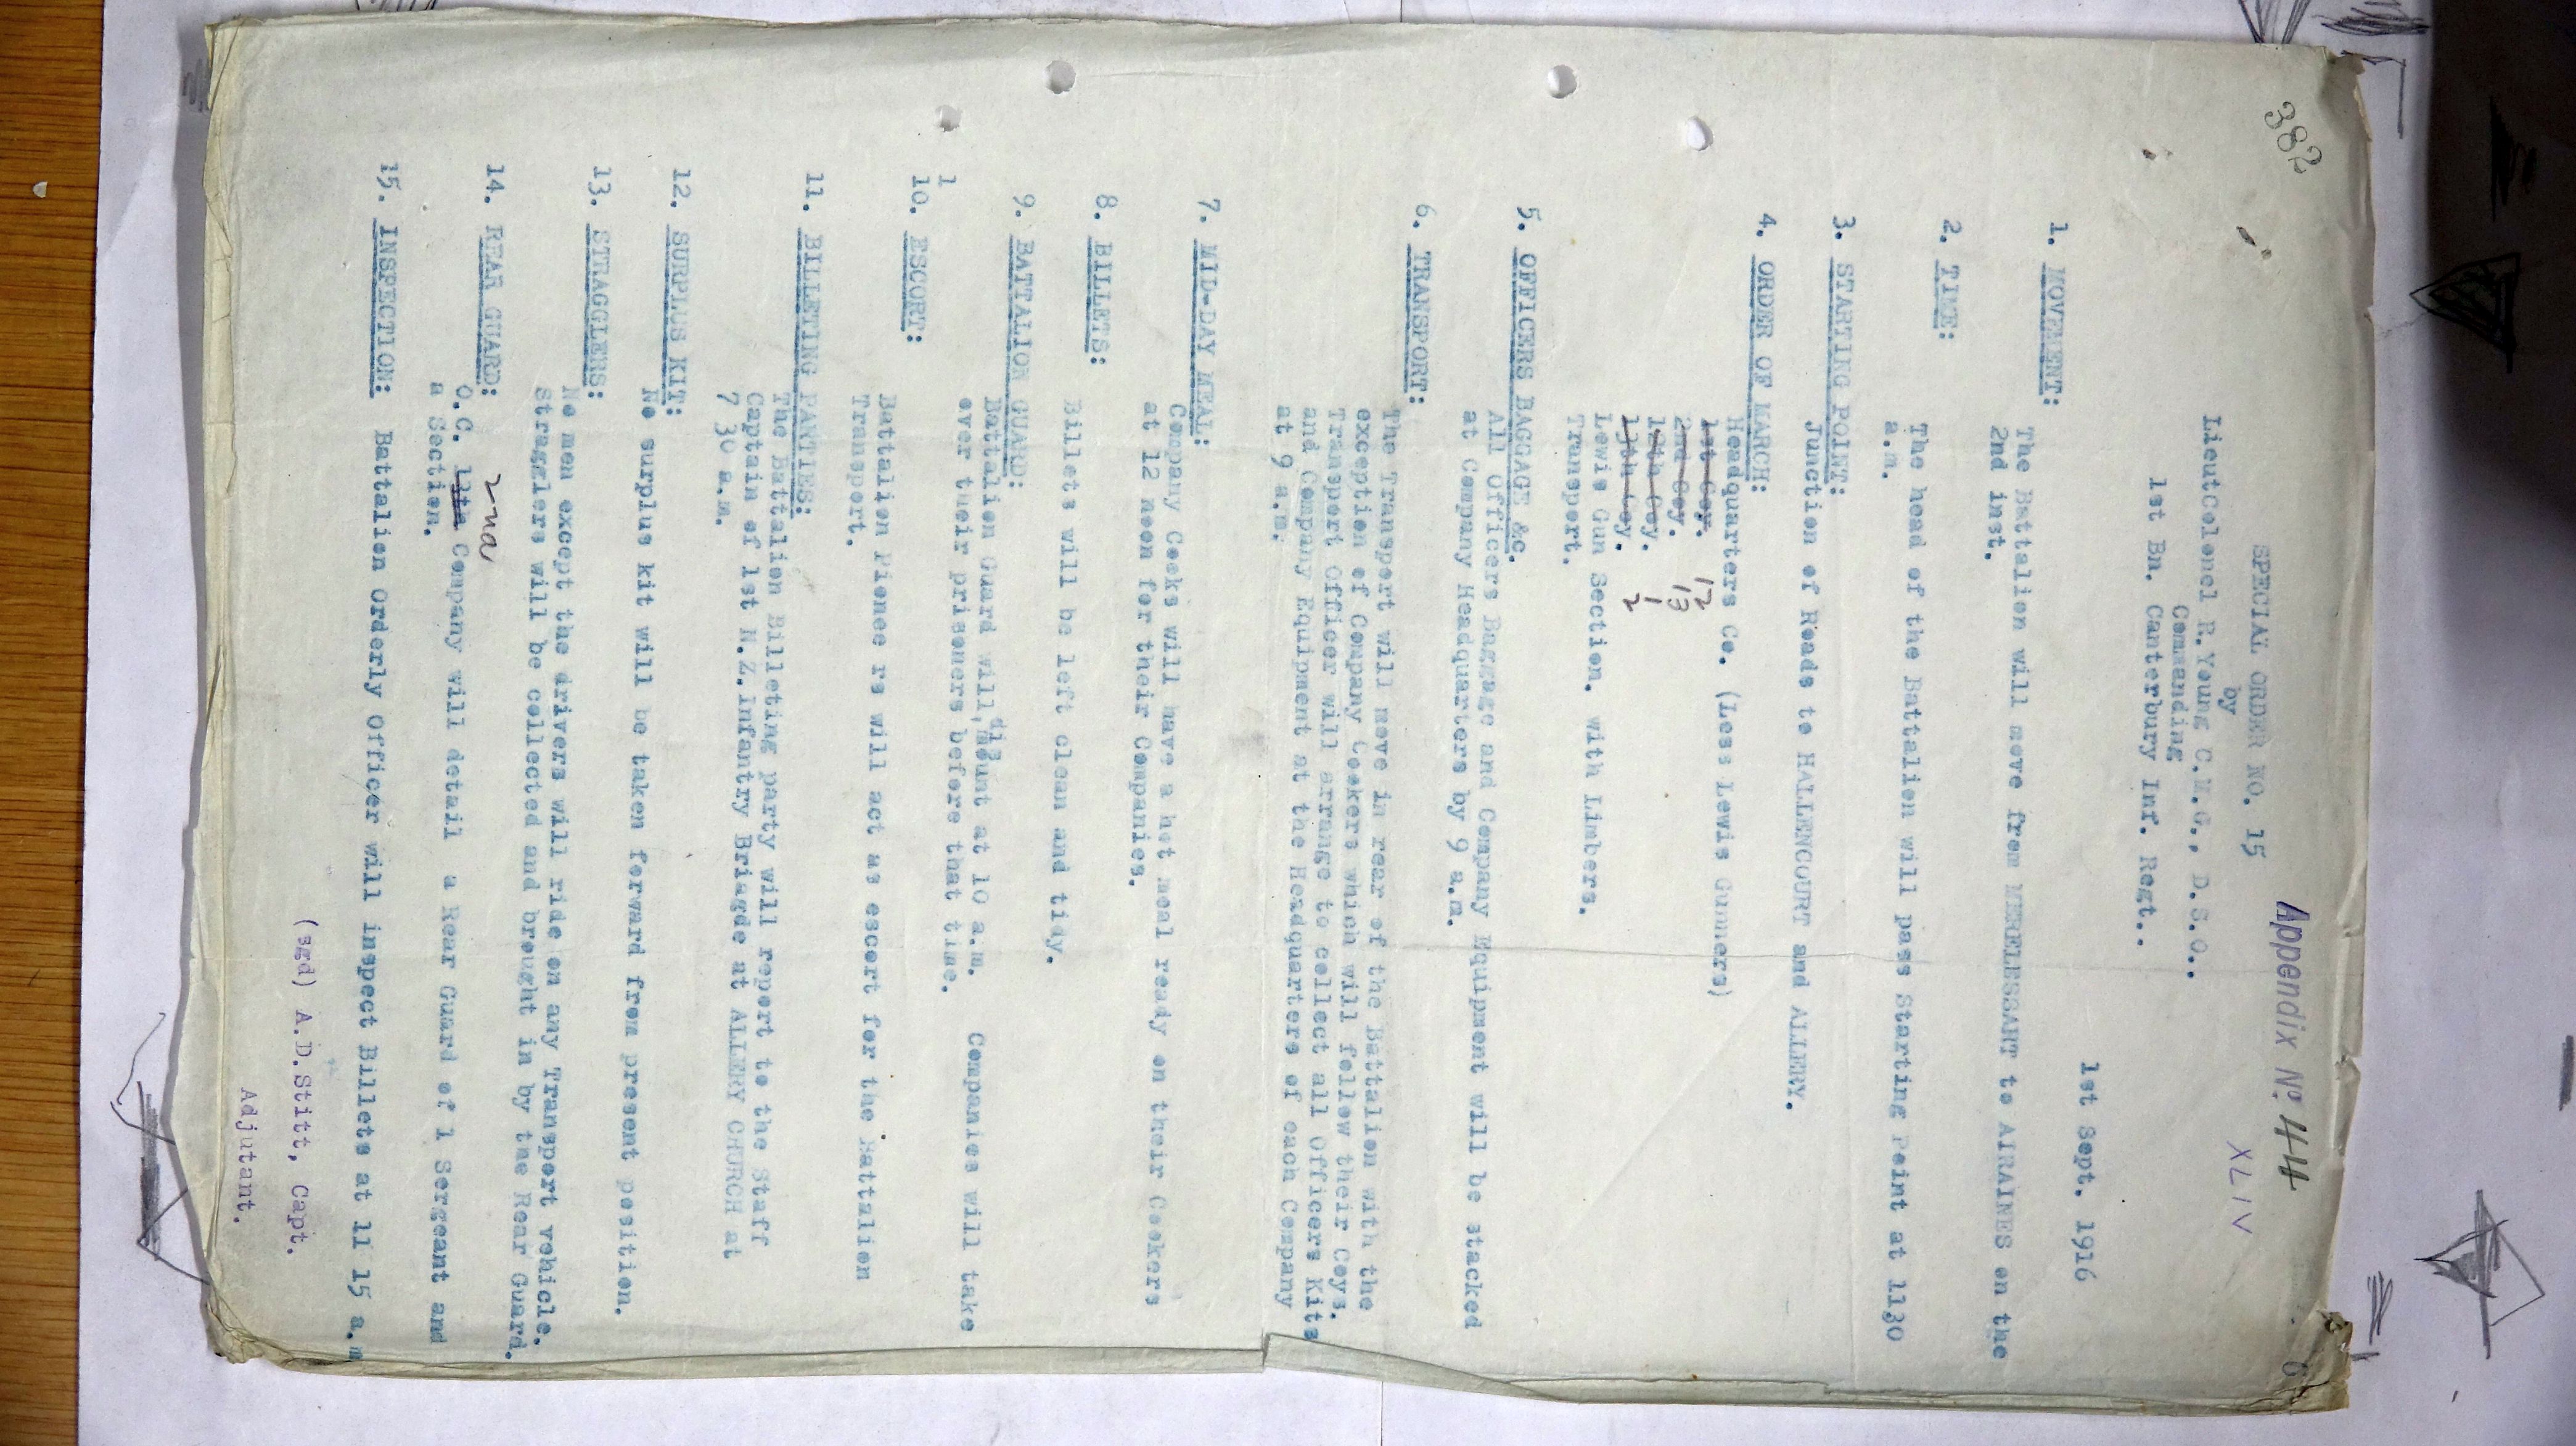 382
Appendix No. 44
XLIV
SPECIAL ORDER NO. 15
by
LieutColonel R.Young C.M.G., D.S.O..
Commanding
1st Bn. Canterbury Inf. Regt..
1st Sept. 1916
1. MOVEMENT:
The Battalion will move from MERELESSART to AIRAINES on the
2nd inst.
2. TIME:
The head of the Battalion will pass Starting Point at 1130
a.m.
3. STARTING POINT:
Junction of Roads to HALLENCOURT and ALLERY.
4. ORDER OF MARCH:
Headquarters Co. (Less Lewis Gunners)
1st Coy. 12
2nd Coy. 13
12th Coy. 1
13th Coy. 2
Lewis Gun Section. with Limbers.
Transport.
5. OFFICERS BAGGAGE &c.
All Officers Baggage and Company Equipment will be stacked
at Company Headquarters by 9 a.m.
6. TRANSPORT:
The Transport will move in rear of the Battalion with the
exception of Company Cookers which will follow their Coys.
Transport Officer will arrange to collect all Officers Kits
and Company Equipment at the Headquarters of each Company
at 9 a.m.
7. MID-DAY MEAL:
Company Cooks will have a hot meal ready on their Cookers
at 12 noon for their Companies.
8. BILLETS:
Billets will be left clean and tidy.
9. BATTALION GUARD:
Battalion Guard will dismount at 10 a.m. Companies will take
over their prisoners before that time.
1
10. ESCORT:
Battalion Pionee rs will act as escort for the Battalion
Transport.
11. BILLETING PARTIES:
The Battalion Billeting party will report to the Staff
Captain of 1st N.Z.Infantry Briagde at ALLERY CHURCH at
7 30 a.m.
12. SURPLUS KIT:
No surplus kit will be taken forward from present position.
13. STRAGGLERS:
No men except the drivers will ride on any Transport vehicle.
Stragglers will be collected and brought in by the Rear Guard.
14. REAR GUARD:
2nd
O.C. 12th Company will detail a Rear Guard of 1 Sergeant and
a Section.
15. INSPECTION: Battalion Orderly Officer will inspect Billets at 11 15 a.m
(sgd) A.D.Stitt, Capt.
Adjutant.